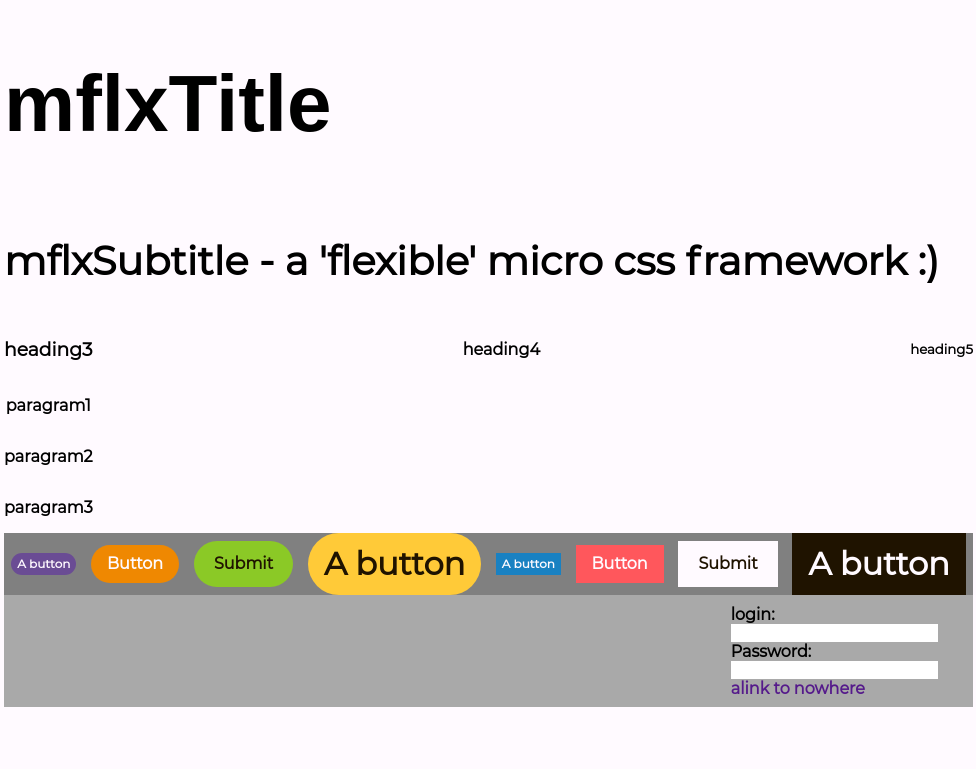 mflxTitle
mflxSubtitle - a 'flexible' micro css framework :)
heading3 heading4 heading5
paragram1
paragram2
paragram3
A button Button Submit A button A button Button Submit A button
login:
Password:
alink to nowhere